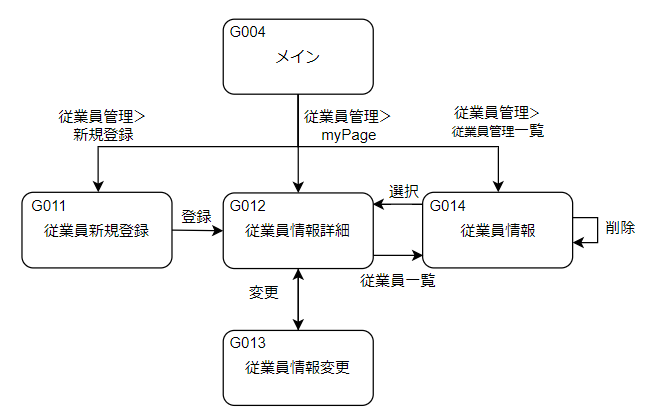 G004
メイン
従業員管理>
新規登録
従業員管理>
myPage
従業員管理>
従業員管理一覧
G011
従業員新規登録
登録
G012
従業員情報詳細
選択
G014
従業員情報
削除
従業員一覧
変更
G013
従業員情報変更